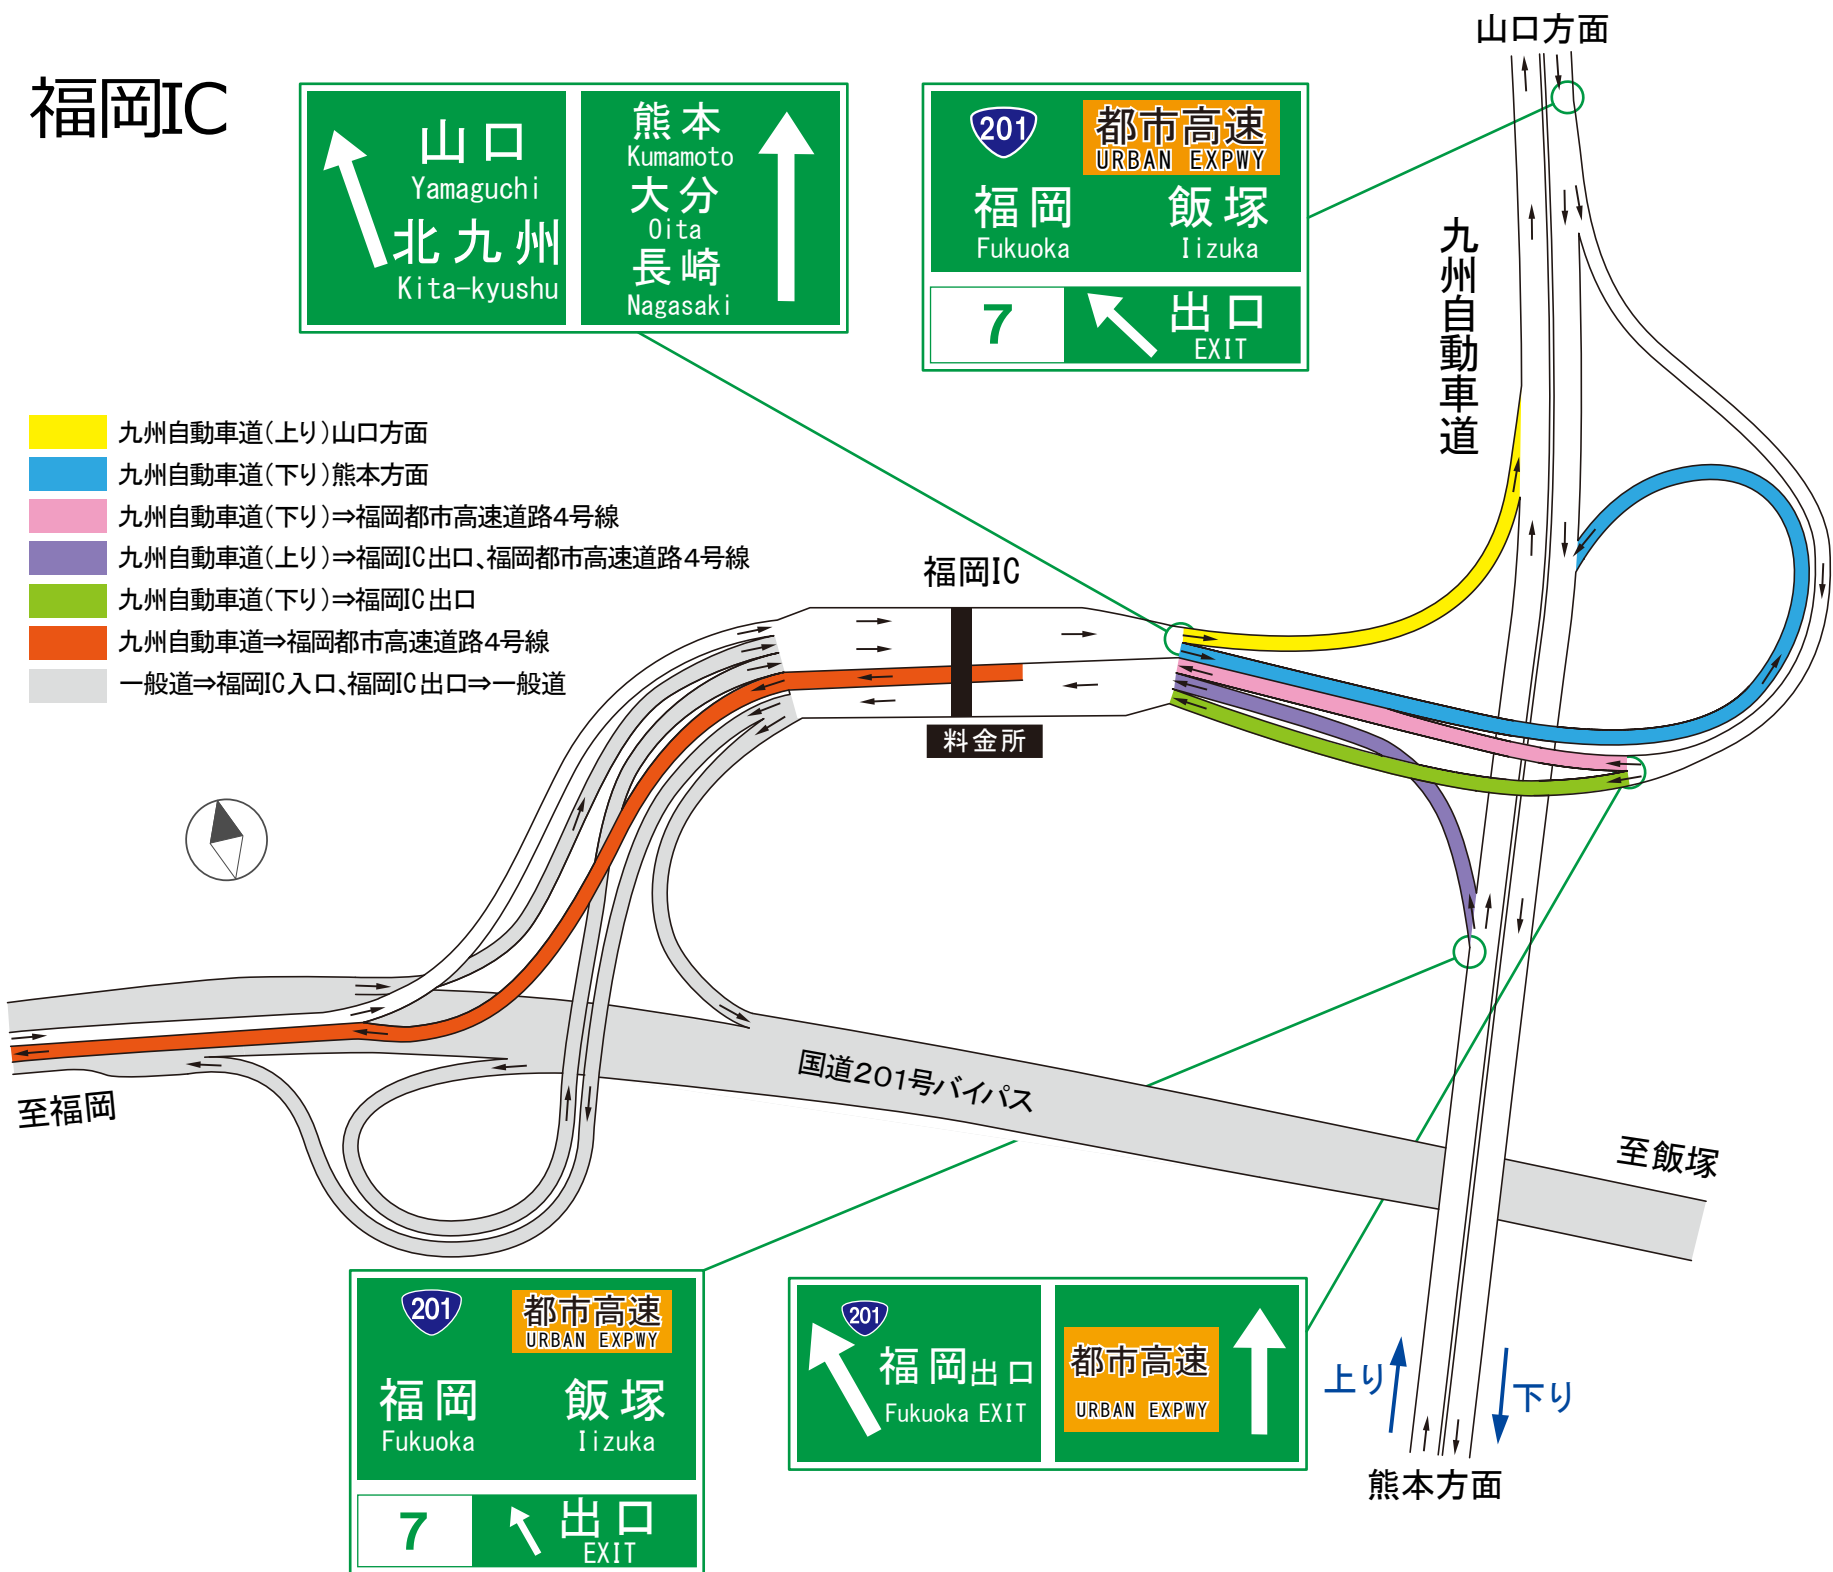 福岡IC
山口
Yamaguchi
北九州
Kita-kyushu
熊本
Kumamoto
大分
Oita
長崎
Nagasaki
201
都市高速
URBAN EXPWY
福岡
Fukuoka
飯塚
Iizuka
7
出口
EXIT
山口方面
九州自動車道
九州自動車道(上り)山口方面
九州自動車道(下り)熊本方面
九州自動車道(下り)⇒福岡都市高速道路4号線
九州自動車道(上り)⇒福岡IC出口、福岡都市高速道路4号線
九州自動車道(下り)⇒福岡IC出口
九州自動車道⇒福岡都市高速道路4号線
一般道⇒福岡IC入口、福岡IC出口⇒一般道
福岡IC
料金所
至福岡
国道201号バイパス
至飯塚
201
都市高速
URBAN EXPWY
福岡
Fukuoka
飯塚
Iizuka
7
出口
EXIT
201
福岡出口
Fukuoka EXIT
都市高速
URBAN EXPWY
上り
下り
熊本方面